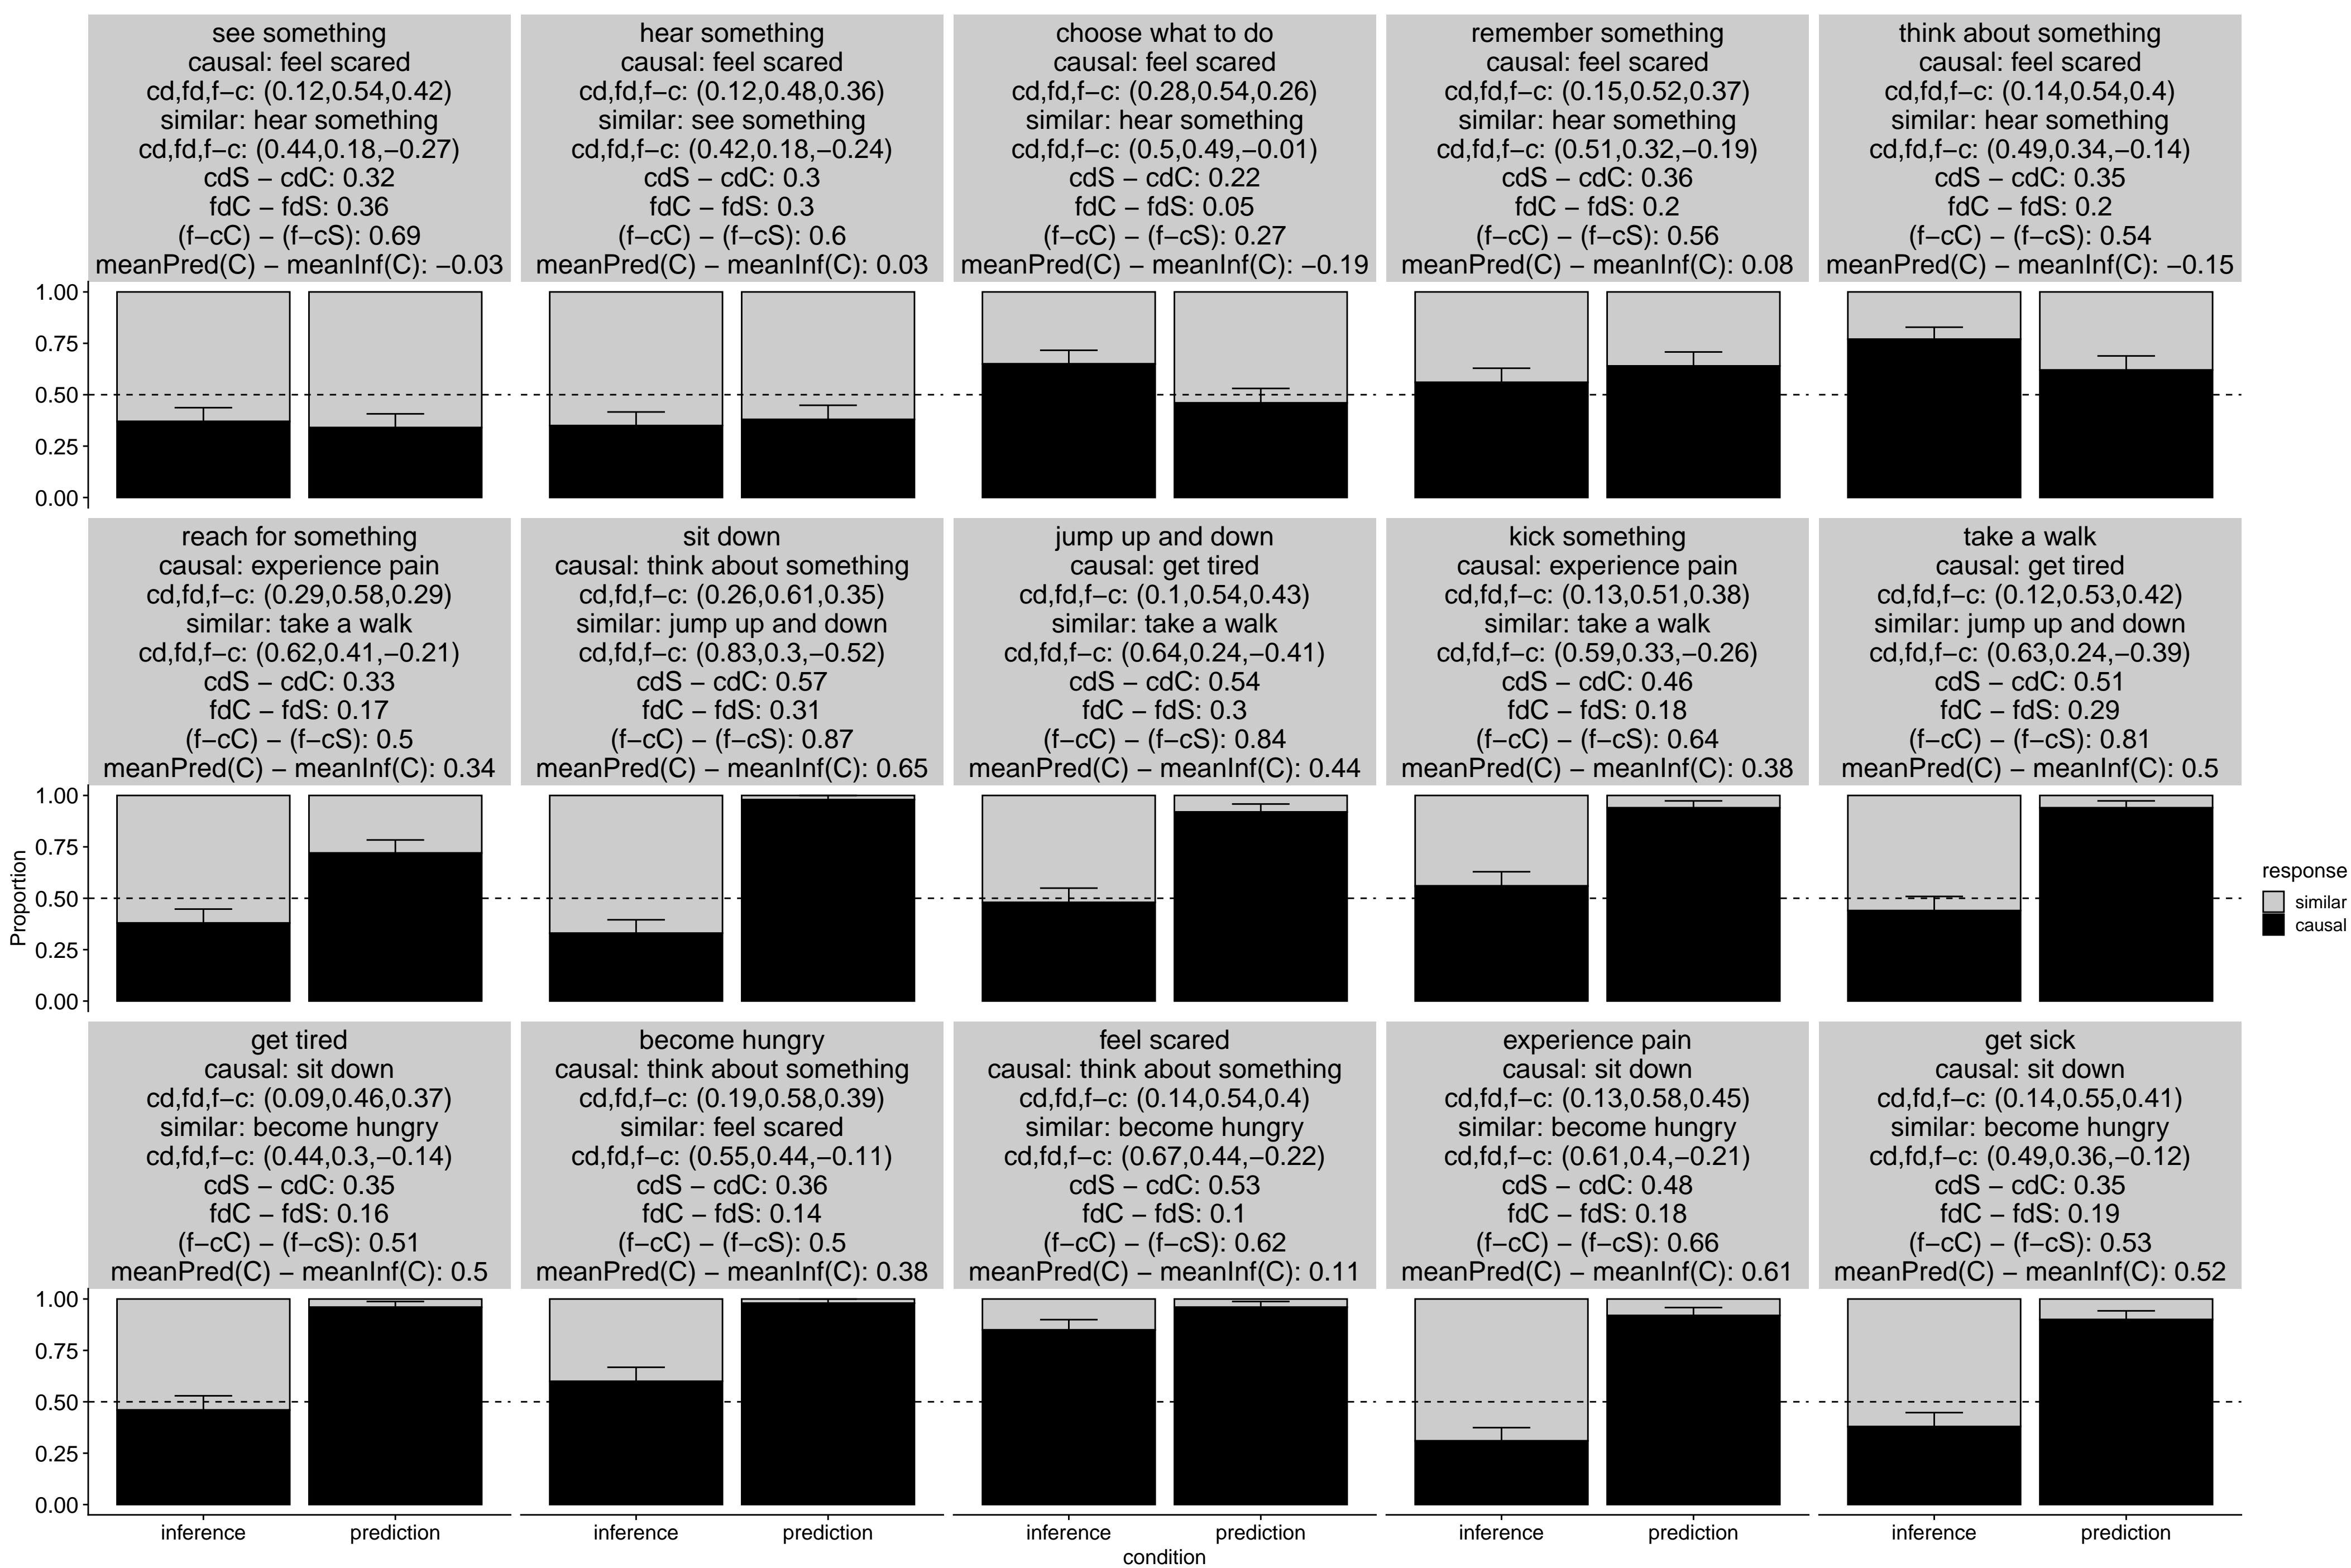 see something
causal: feel scared
cd,fd,f−c: (0.12,0.54,0.42)
similar: hear something
cd,fd,f−c: (0.44,0.18,−0.27)
cdS − cdC: 0.32
fdC − fdS: 0.36
(f−cC) − (f−cS): 0.69
meanPred(C) − meanInf(C): −0.03
hear something
causal: feel scared
cd,fd,f−c: (0.12,0.48,0.36)
similar: see something
cd,fd,f−c: (0.42,0.18,−0.24)
cdS − cdC: 0.3
fdC − fdS: 0.3
(f−cC) − (f−cS): 0.6
meanPred(C) − meanInf(C): 0.03
choose what to do
causal: feel scared
cd,fd,f−c: (0.28,0.54,0.26)
similar: hear something
cd,fd,f−c: (0.5,0.49,−0.01)
cdS − cdC: 0.22
fdC − fdS: 0.05
(f−cC) − (f−cS): 0.27
meanPred(C) − meanInf(C): −0.19
remember something
causal: feel scared
cd,fd,f−c: (0.15,0.52,0.37)
similar: hear something
cd,fd,f−c: (0.51,0.32,−0.19)
cdS − cdC: 0.36
fdC − fdS: 0.2
(f−cC) − (f−cS): 0.56
meanPred(C) − meanInf(C): 0.08
think about something
causal: feel scared
cd,fd,f−c: (0.14,0.54,0.4)
similar: hear something
cd,fd,f−c: (0.49,0.34,−0.14)
cdS − cdC: 0.35
fdC − fdS: 0.2
(f−cC) − (f−cS): 0.54
meanPred(C) − meanInf(C): −0.15
1.00
0.75
0.50
0.25
0.00
reach for something
causal: experience pain
cd,fd,f−c: (0.29,0.58,0.29)
similar: take a walk
cd,fd,f−c: (0.62,0.41,−0.21)
cdS − cdC: 0.33
fdC − fdS: 0.17
(f−cC) − (f−cS): 0.5
meanPred(C) − meanInf(C): 0.34
sit down
causal: think about something
cd,fd,f−c: (0.26,0.61,0.35)
similar: jump up and down
cd,fd,f−c: (0.83,0.3,−0.52)
cdS − cdC: 0.57
fdC − fdS: 0.31
(f−cC) − (f−cS): 0.87
meanPred(C) − meanInf(C): 0.65
jump up and down
causal: get tired
cd,fd,f−c: (0.1,0.54,0.43)
similar: take a walk
cd,fd,f−c: (0.64,0.24,−0.41)
cdS − cdC: 0.54
fdC − fdS: 0.3
(f−cC) − (f−cS): 0.84
meanPred(C) − meanInf(C): 0.44
kick something
causal: experience pain
cd,fd,f−c: (0.13,0.51,0.38)
similar: take a walk
cd,fd,f−c: (0.59,0.33,−0.26)
cdS − cdC: 0.46
fdC − fdS: 0.18
(f−cC) − (f−cS): 0.64
meanPred(C) − meanInf(C): 0.38
take a walk
causal: get tired
cd,fd,f−c: (0.12,0.53,0.42)
similar: jump up and down
cd,fd,f−c: (0.63,0.24,−0.39)
cdS − cdC: 0.51
fdC − fdS: 0.29
(f−cC) − (f−cS): 0.81
meanPred(C) − meanInf(C): 0.5
1.00
0.75
0.50
0.25
0.00
Proportion
response
similar
causal
get tired
causal: sit down
cd,fd,f−c: (0.09,0.46,0.37)
similar: become hungry
cd,fd,f−c: (0.44,0.3,−0.14)
cdS − cdC: 0.35
fdC − fdS: 0.16
(f−cC) − (f−cS): 0.51
meanPred(C) − meanInf(C): 0.5
become hungry
causal: think about something
cd,fd,f−c: (0.19,0.58,0.39)
similar: feel scared
cd,fd,f−c: (0.55,0.44,−0.11)
cdS − cdC: 0.36
fdC − fdS: 0.14
(f−cC) − (f−cS): 0.5
meanPred(C) − meanInf(C): 0.38
feel scared
causal: think about something
cd,fd,f−c: (0.14,0.54,0.4)
similar: become hungry
cd,fd,f−c: (0.67,0.44,−0.22)
cdS − cdC: 0.53
fdC − fdS: 0.1
(f−cC) − (f−cS): 0.62
meanPred(C) − meanInf(C): 0.11
experience pain
causal: sit down
cd,fd,f−c: (0.13,0.58,0.45)
similar: become hungry
cd,fd,f−c: (0.61,0.4,−0.21)
cdS − cdC: 0.48
fdC − fdS: 0.18
(f−cC) − (f−cS): 0.66
meanPred(C) − meanInf(C): 0.61
get sick
causal: sit down
cd,fd,f−c: (0.14,0.55,0.41)
similar: become hungry
cd,fd,f−c: (0.49,0.36,−0.12)
cdS − cdC: 0.35
fdC − fdS: 0.19
(f−cC) − (f−cS): 0.53
meanPred(C) − meanInf(C): 0.52
1.00
0.75
0.50
0.25
0.00
inference prediction inference prediction inference prediction inference prediction inference prediction
condition